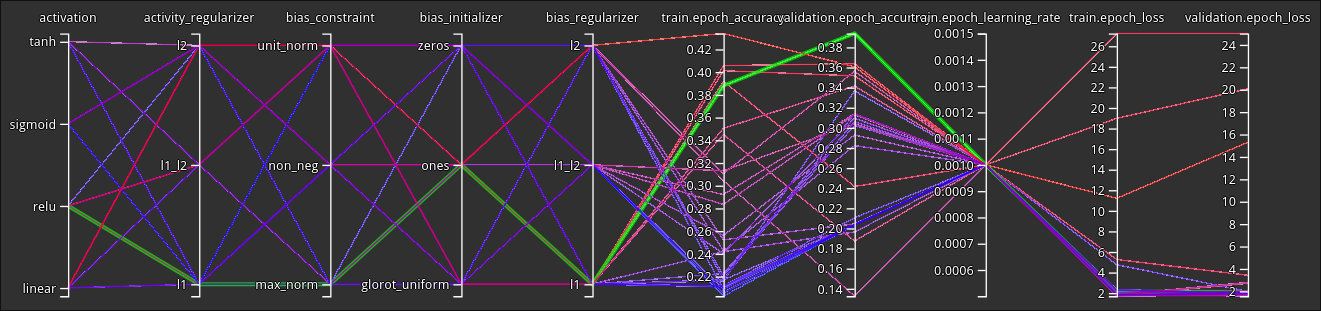 activation
activity_regularizer
bias_constraint
bias_initializer
bias_regularizer
train.epoch_accuracy
validation.epoch_accuracy
train.epoch_learning_rate
train.epoch_loss
validation.epoch_loss
tanh
sigmoid
relu
linear
l2
l1_l2
l1
unit_norm
non_neg
max_norm
zeros
ones
glorot_uniform
l2
l1_l2
l1
0.42
0.40
0.38
0.36
0.34
0.32
0.30
0.28
0.26
0.24
0.22
0.38
0.36
0.34
0.32
0.30
0.28
0.26
0.24
0.22
0.20
0.18
0.16
0.14
0.0015
0.0014
0.0013
0.0012
0.0011
0.0010
0.0009
0.0008
0.0007
0.0006
26
24
22
20
18
16
14
12
10
8
6
4
2
24
22
20
18
16
14
12
10
8
6
4
2